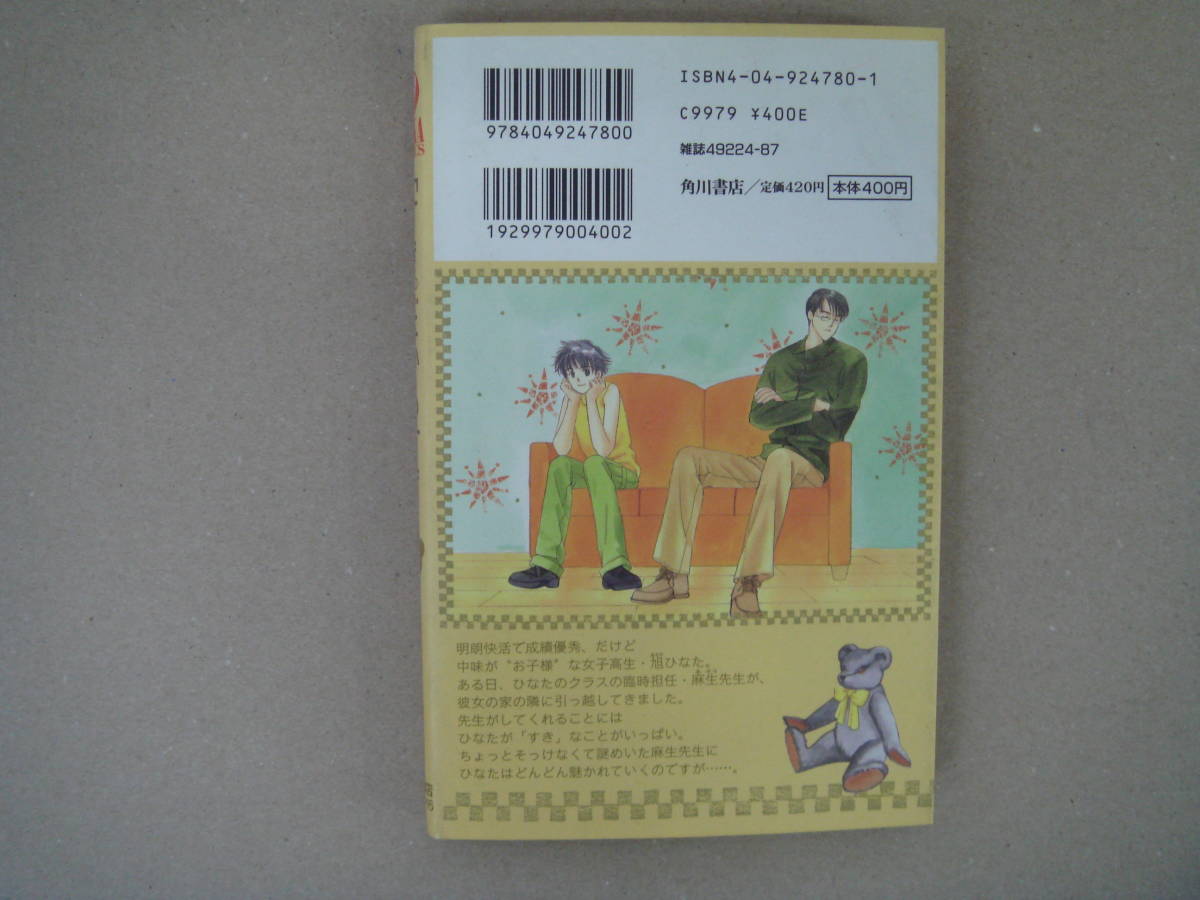 9784049247800
1929979004002
ISBN4-04-924780-1
C9979 ¥400E
雑誌49224-87
角川書店/定価420円 本体400円
明朗快活で成績優秀、だけど
中味が“お子様”な女子高生・旭ひなた。
ある日、ひなたのクラスの臨時担任・麻生先生が、
彼女の家の隣に引っ越してきました。
先生がしてくれることには
ひなたが「すき」なことがいっぱい。
ちょっとそっけなくて謎めいた麻生先生に
ひなたはどんどん魅かれていくのですが……。